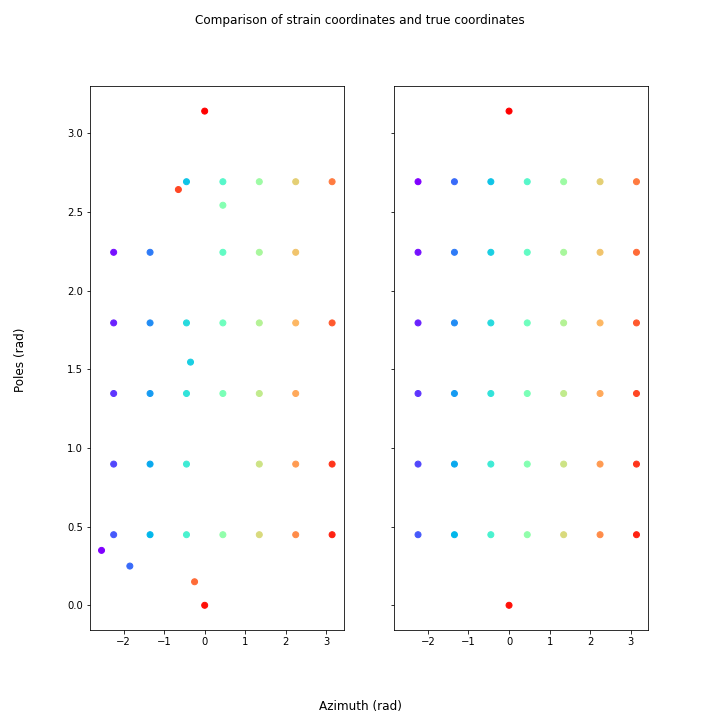 Comparison of strain coordinates and true coordinates
3.0
2.5
2.0
1.5
1.0
0.5
0.0
Poles (rad)
−2 −1 0 1 2 3
−2 −1 0 1 2 3
Azimuth (rad)